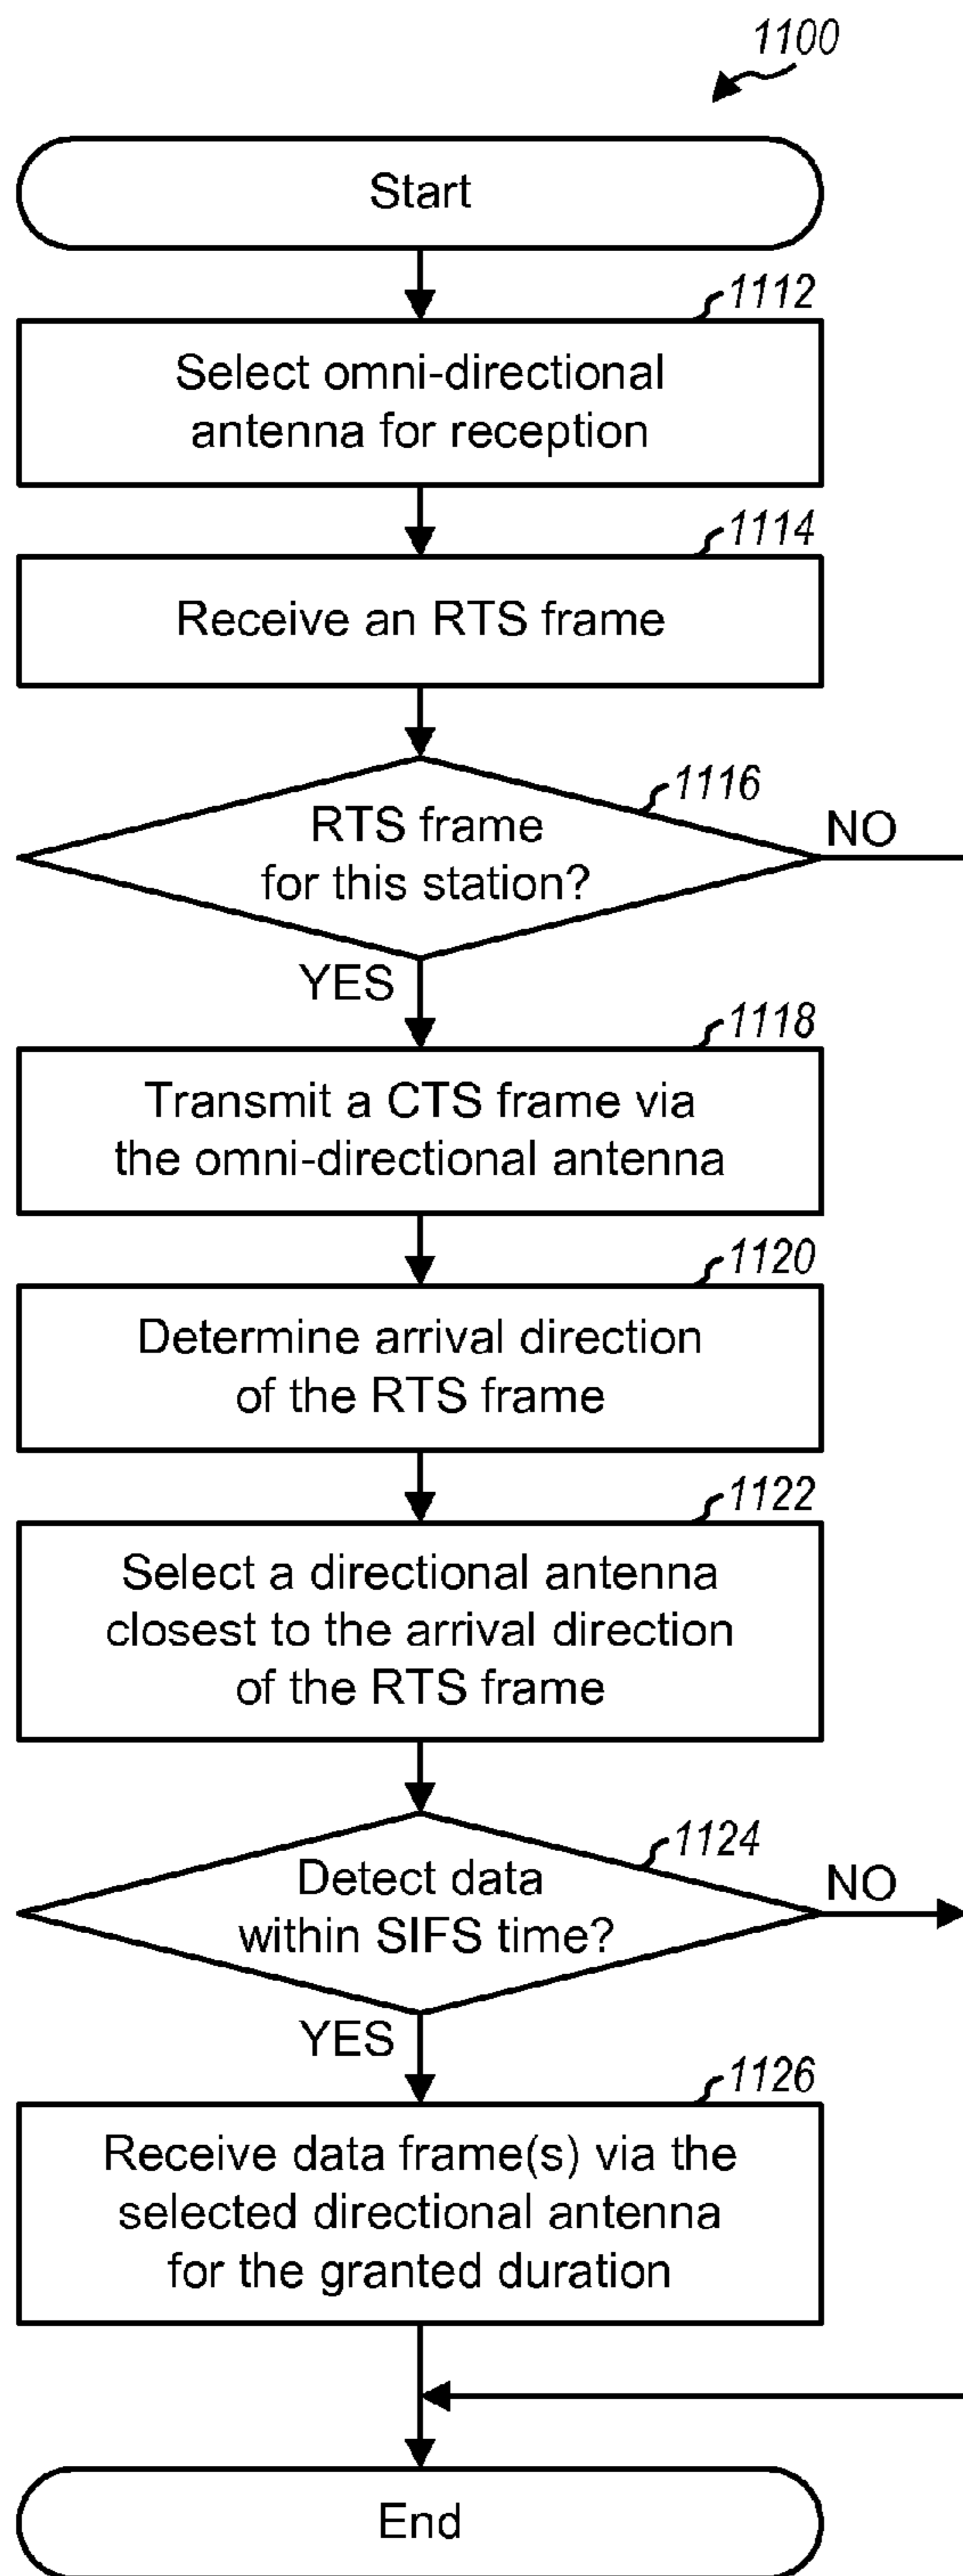 1100
Start
1112
Select omni-directional
antenna for reception
1114
Receive an RTS frame
1116
RTS frame
for this station?
NO
YES
1118
Transmit a CTS frame via
the omni-directional antenna
1120
Determine arrival direction
of the RTS frame
1122
Select a directional antenna
closest to the arrival direction
of the RTS frame
1124
Detect data
within SIFS time?
NO
YES
1126
Receive data frame(s) via the
selected directional antenna
for the granted duration
End